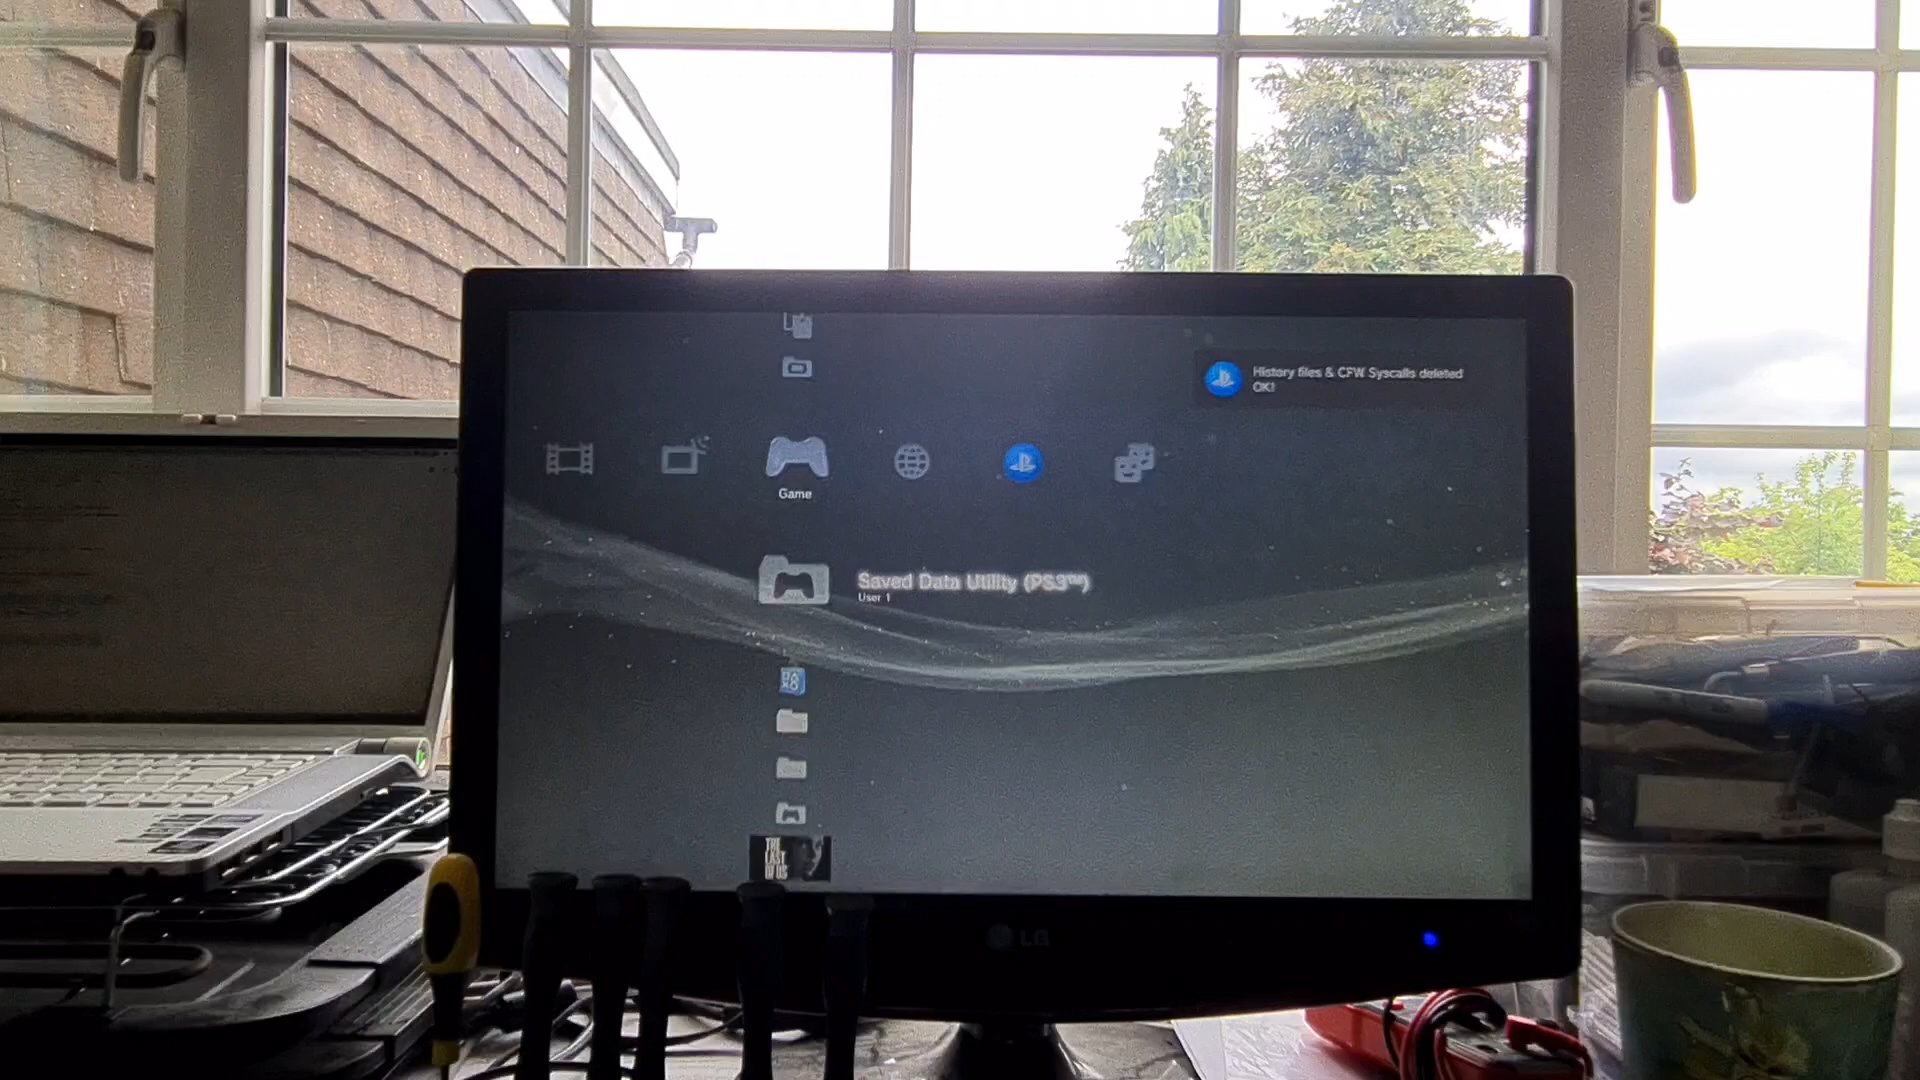 History files & CFW Syscalls deleted
OK!
Game
Saved Data Utility (PS3™)
User 1
THE
LAST
OF US
LG